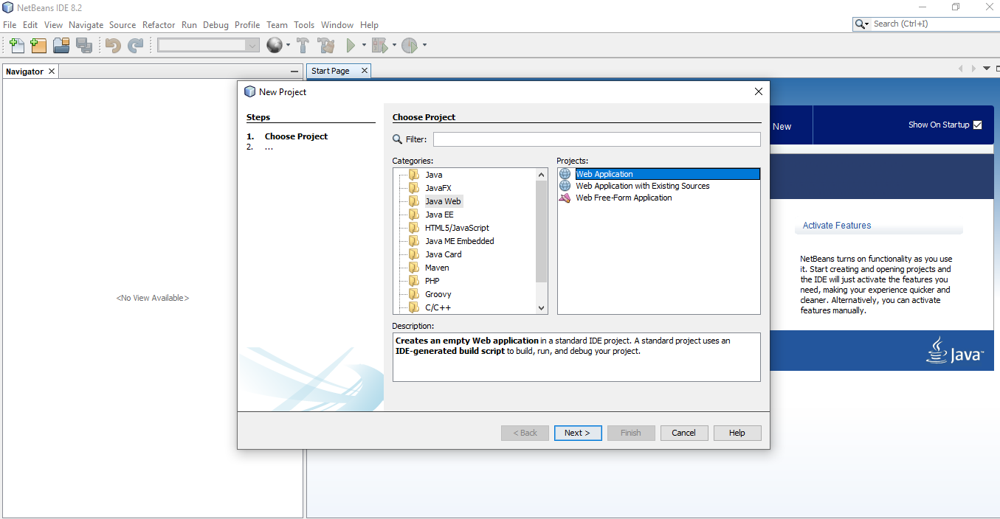 NetBeans IDE 8.2
File Edit View Navigate Source Refactor Run Debug Profile Team Tools Window Help
Search (Ctrl+I)
Navigator
Start Page
New Project
Steps
1. Choose Project
2. ...
Choose Project
Filter:
Categories:
Java
JavaFX
Java Web
Java EE
HTML5/JavaScript
Java ME Embedded
Java Card
Maven
PHP
Groovy
C/C++
Projects:
Web Application
Web Application with Existing Sources
Web Free-Form Application
Description:
Creates an empty Web application in a standard IDE project. A standard project uses an
IDE-generated build script to build, run, and debug your project.
< Back
Next >
Finish
Cancel
Help
<No View Available>
New
Show On Startup
Activate Features
NetBeans turns on functionality as you use
it. Start creating and opening projects and
the IDE will just activate the features you
need, making your experience quicker and
cleaner. Alternatively, you can activate
features manually.
Java™